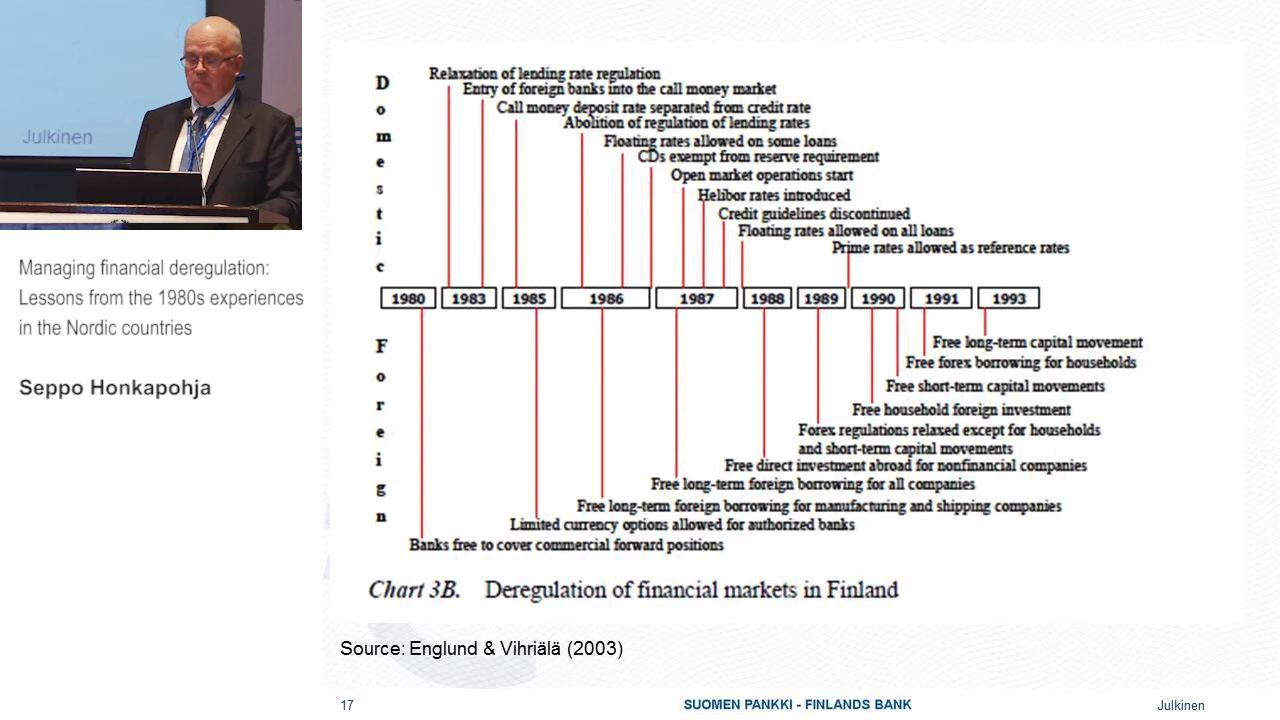 Julkinen
Managing financial deregulation:
Lessons from the 1980s experiences
in the Nordic countries
Seppo Honkapohja
Domestic
Relaxation of lending rate regulation
Entry of foreign banks into the call money market
Call money deposit rate separated from credit rate
Abolition of regulation of lending rates
Floating rates allowed on some loans
CDs exempt from reserve requirement
Open market operations start
Helibor rates introduced
Credit guidelines discontinued
Floating rates allowed on all loans
Prime rates allowed as reference rates
1980 1983 1985 1986 1987 1988 1989 1990 1991 1993
Foreign
Free long-term capital movement
Free forex borrowing for households
Free short-term capital movements
Free household foreign investment
Forex regulations relaxed except for households
and short-term capital movements
Free direct investment abroad for nonfinancial companies
Free long-term foreign borrowing for all companies
Free long-term foreign borrowing for manufacturing and shipping companies
Limited currency options allowed for authorized banks
Banks free to cover commercial forward positions
Chart 3B. Deregulation of financial markets in Finland
Source: Englund & Vihriälä (2003)
17 SUOMEN PANKKI - FINLANDS BANK Julkinen